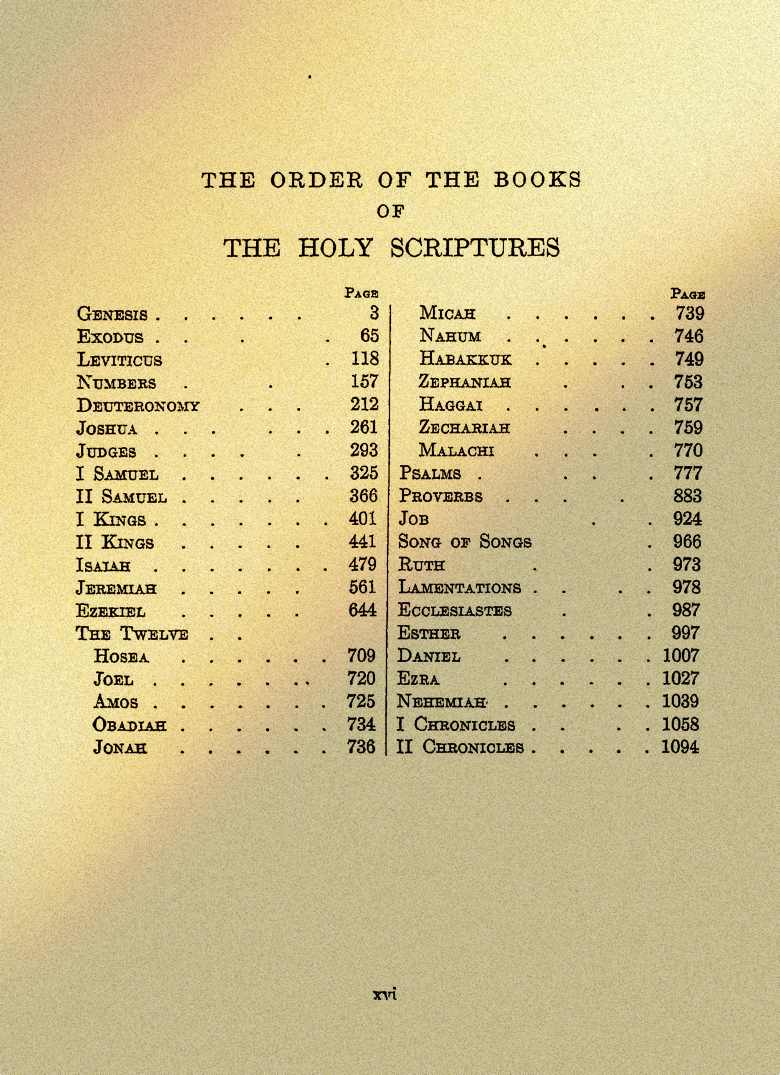 THE ORDER OF THE BOOKS
OF
THE HOLY SCRIPTURES
PAGE
GENESIS . . . . . . 3
EXODUS . . . . 65
LEVITICUS . 118
NUMBERS . . 157
DEUTERONOMY . . . 212
JOSHUA . . . . . 261
JUDGES . . . . . 293
I SAMUEL . . . . . . 325
II SAMUEL . . . . . 366
I KINGS . . . . . . . 401
II KINGS . . . . . 441
ISAIAH . . . . . . . 479
JEREMIAH . . . . . 561
EZEKIEL . . . . . 644
THE TWELVE . .
HOSEA . . . . . . 709
JOEL . . . . . . . . 720
AMOS . . . . . . . 725
OBADIAH . . . . . . 734
JONAH . . . . . . 736
PAGE
MICAH . . . . . . 739
NAHUM . . . . . . 746
HABAKKUK . . . . . 749
ZEPHANIAH . . . 753
HAGGAI . . . . . . 757
ZECHARIAH . . . . 759
MALACHI . . . . 770
PSALMS . . . . 777
PROVERBS . . . . 883
JOB . . 924
SONG OF SONGS . 966
RUTH . . 973
LAMENTATIONS . . . . 978
ECCLESIASTES . . 987
ESTHER . . . . . . 997
DANIEL . . . . . . 1007
EZRA . . . . . . 1027
NEHEMIAH . . . . . . 1039
I CHRONICLES . . . . 1058
II CHRONICLES . . . . . 1094
xvi